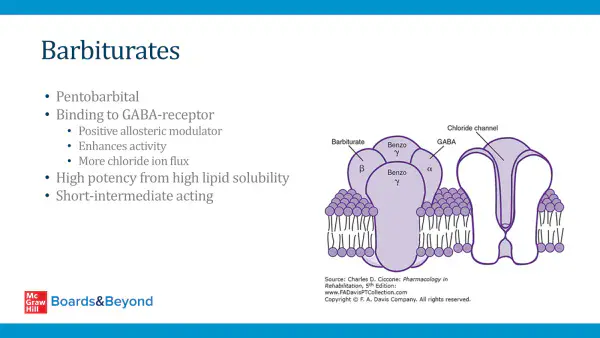 Barbiturates
• Pentobarbital
• Binding to GABA-receptor
• Positive allosteric modulator
• Enhances activity
• More chloride ion flux
• High potency from high lipid solubility
• Short-intermediate acting
Chloride channel
Barbiturate
Benzo
γ
GABA
β
Benzo
γ
α
Source: Charles D. Ciccone: Pharmacology in
Rehabilitation, 5th Edition:
www.FADavisPTCollection.com
Copyright © F. A. Davis Company. All rights reserved.
Mc
Graw
Hill
Boards&Beyond